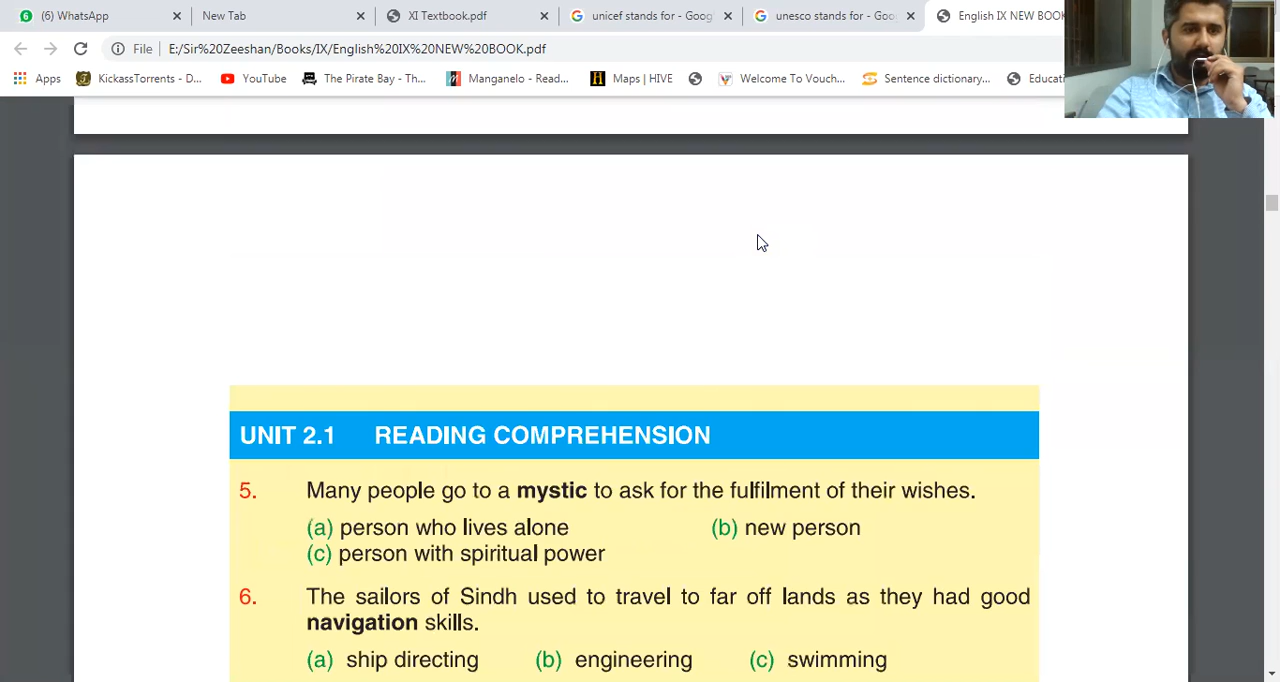 (6) WhatsApp
New Tab
XI Textbook.pdf
unicef stands for - Goog
unesco stands for - Goo
English IX NEW BOO
File
E:/Sir%20Zeeshan/Books/IX/English%20IX%20NEW%20BOOK.pdf
Apps
KickassTorrents - D...
YouTube
The Pirate Bay - Th...
Manganelo - Read...
Maps | HIVE
Welcome To Vouch...
Sentence dictionary...
Educati
UNIT 2.1 READING COMPREHENSION
5. Many people go to a mystic to ask for the fulfilment of their wishes.
(a) person who lives alone (b) new person
(c) person with spiritual power
6. The sailors of Sindh used to travel to far off lands as they had good
navigation skills.
(a) ship directing (b) engineering (c) swimming